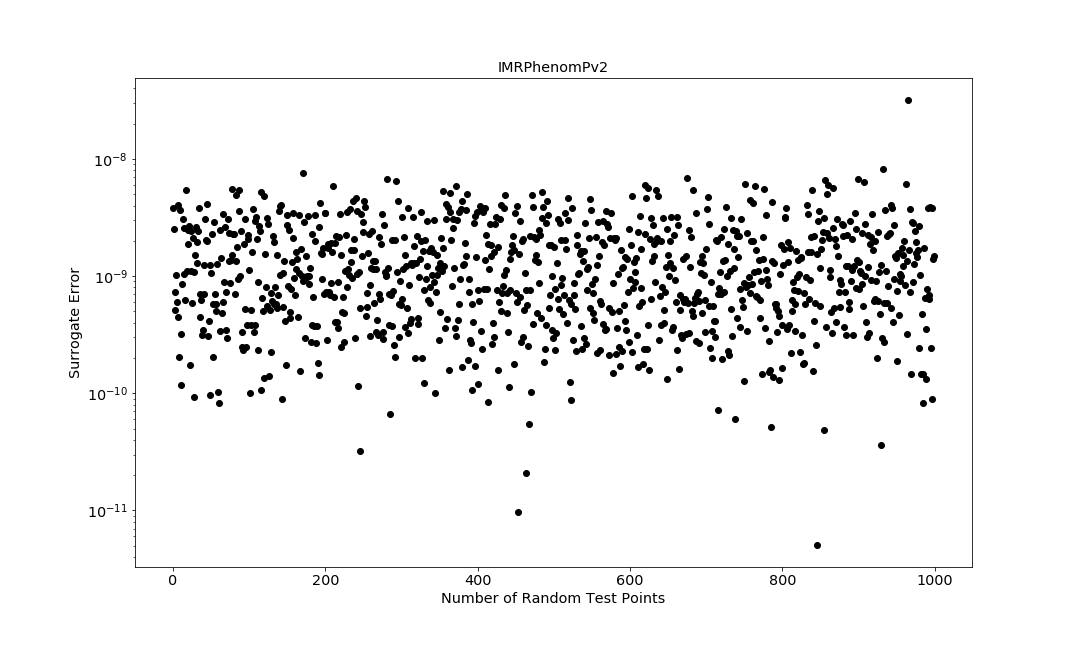 IMRPhenomPv2
Surrogate Error
10⁻⁸
10⁻⁹
10⁻¹⁰
10⁻¹¹
0 200 400 600 800 1000
Number of Random Test Points